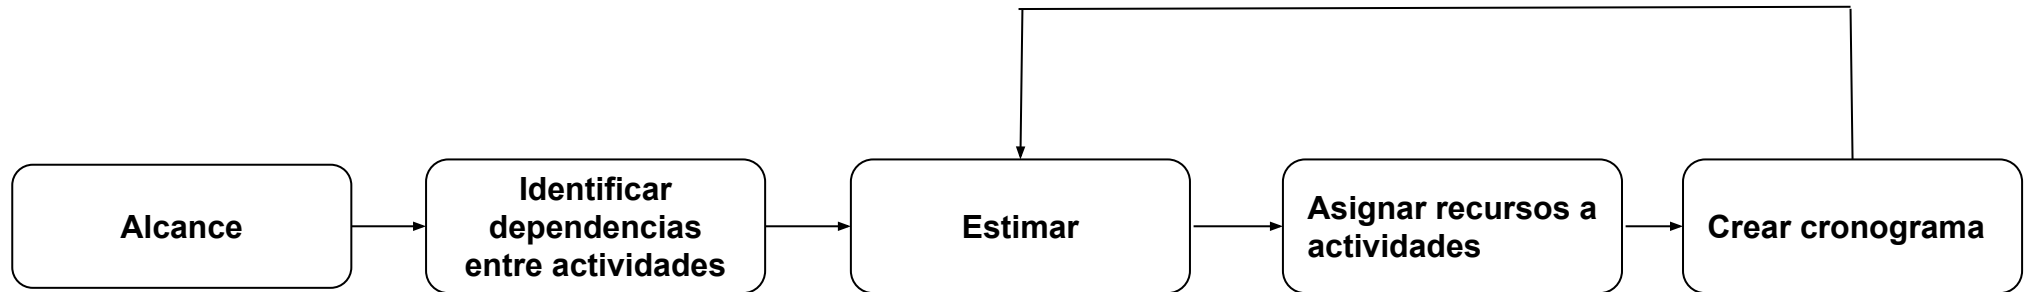 Alcance
Identificar
dependencias
entre actividades
Estimar
Asignar recursos a
actividades
Crear cronograma